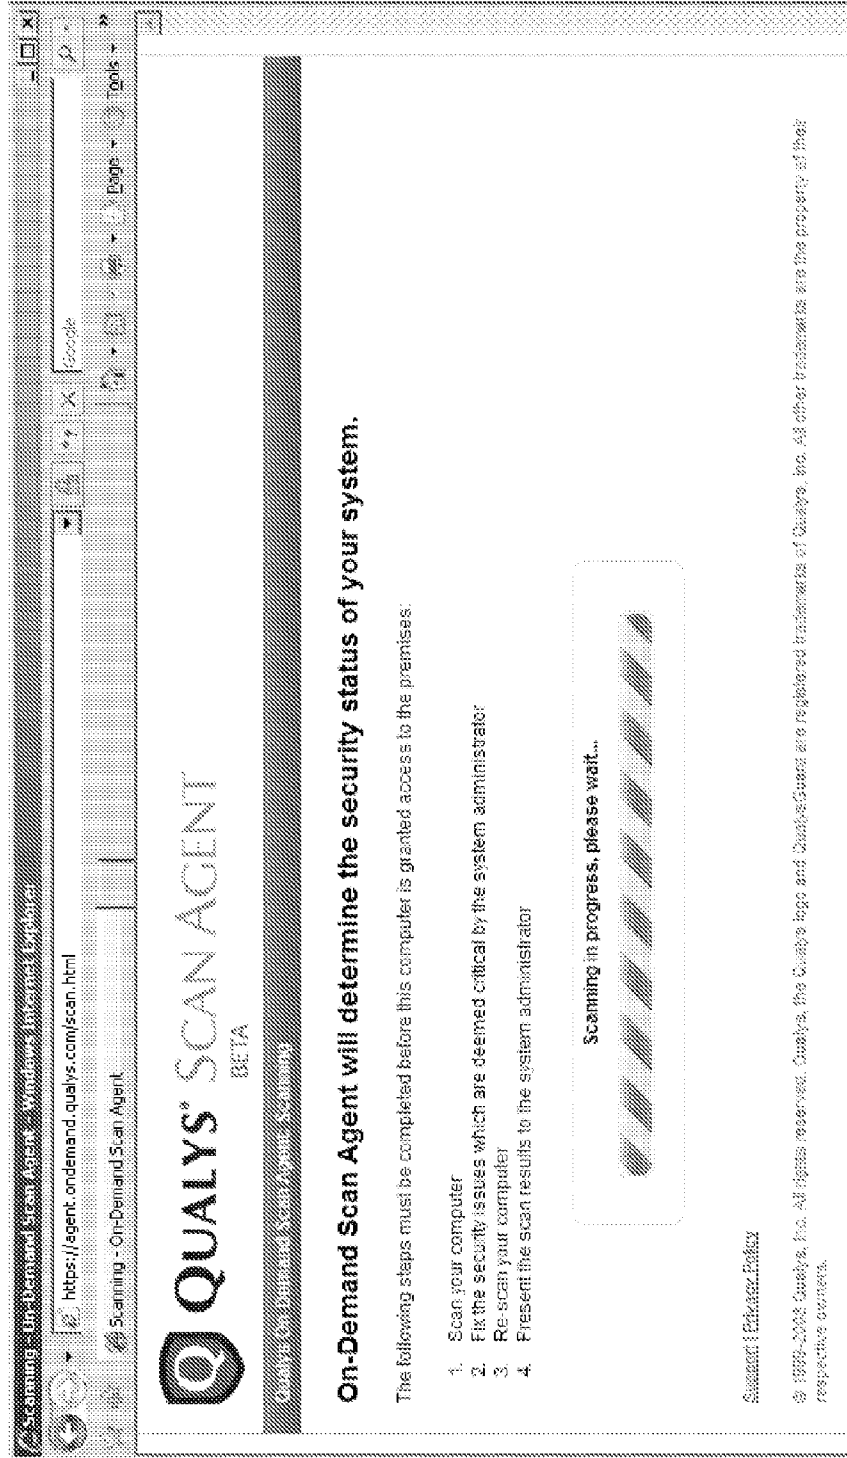 Scanning - On-Demand Scan Agent - Windows Internet Explorer
https://agent.ondemand.qualys.com/scan.html
Google
Scanning - On-Demand Scan Agent
Page
Tools
QUALYS® SCAN AGENT
BETA
Qualys On-Demand Scan Agent: Scanning
On-Demand Scan Agent will determine the security status of your system.
The following steps must be completed before this computer is granted access to the premises:
1. Scan your computer
2. Fix the security issues which are deemed critical by the system administrator
3. Re-scan your computer
4. Present the scan results to the system administrator
Scanning in progress, please wait...
Support | Privacy Policy
© 1999-2008 Qualys, Inc. All rights reserved. Qualys, the Qualys logo and QualysGuard are registered trademarks of Qualys, Inc. All other trademarks are the property of their
respective owners.